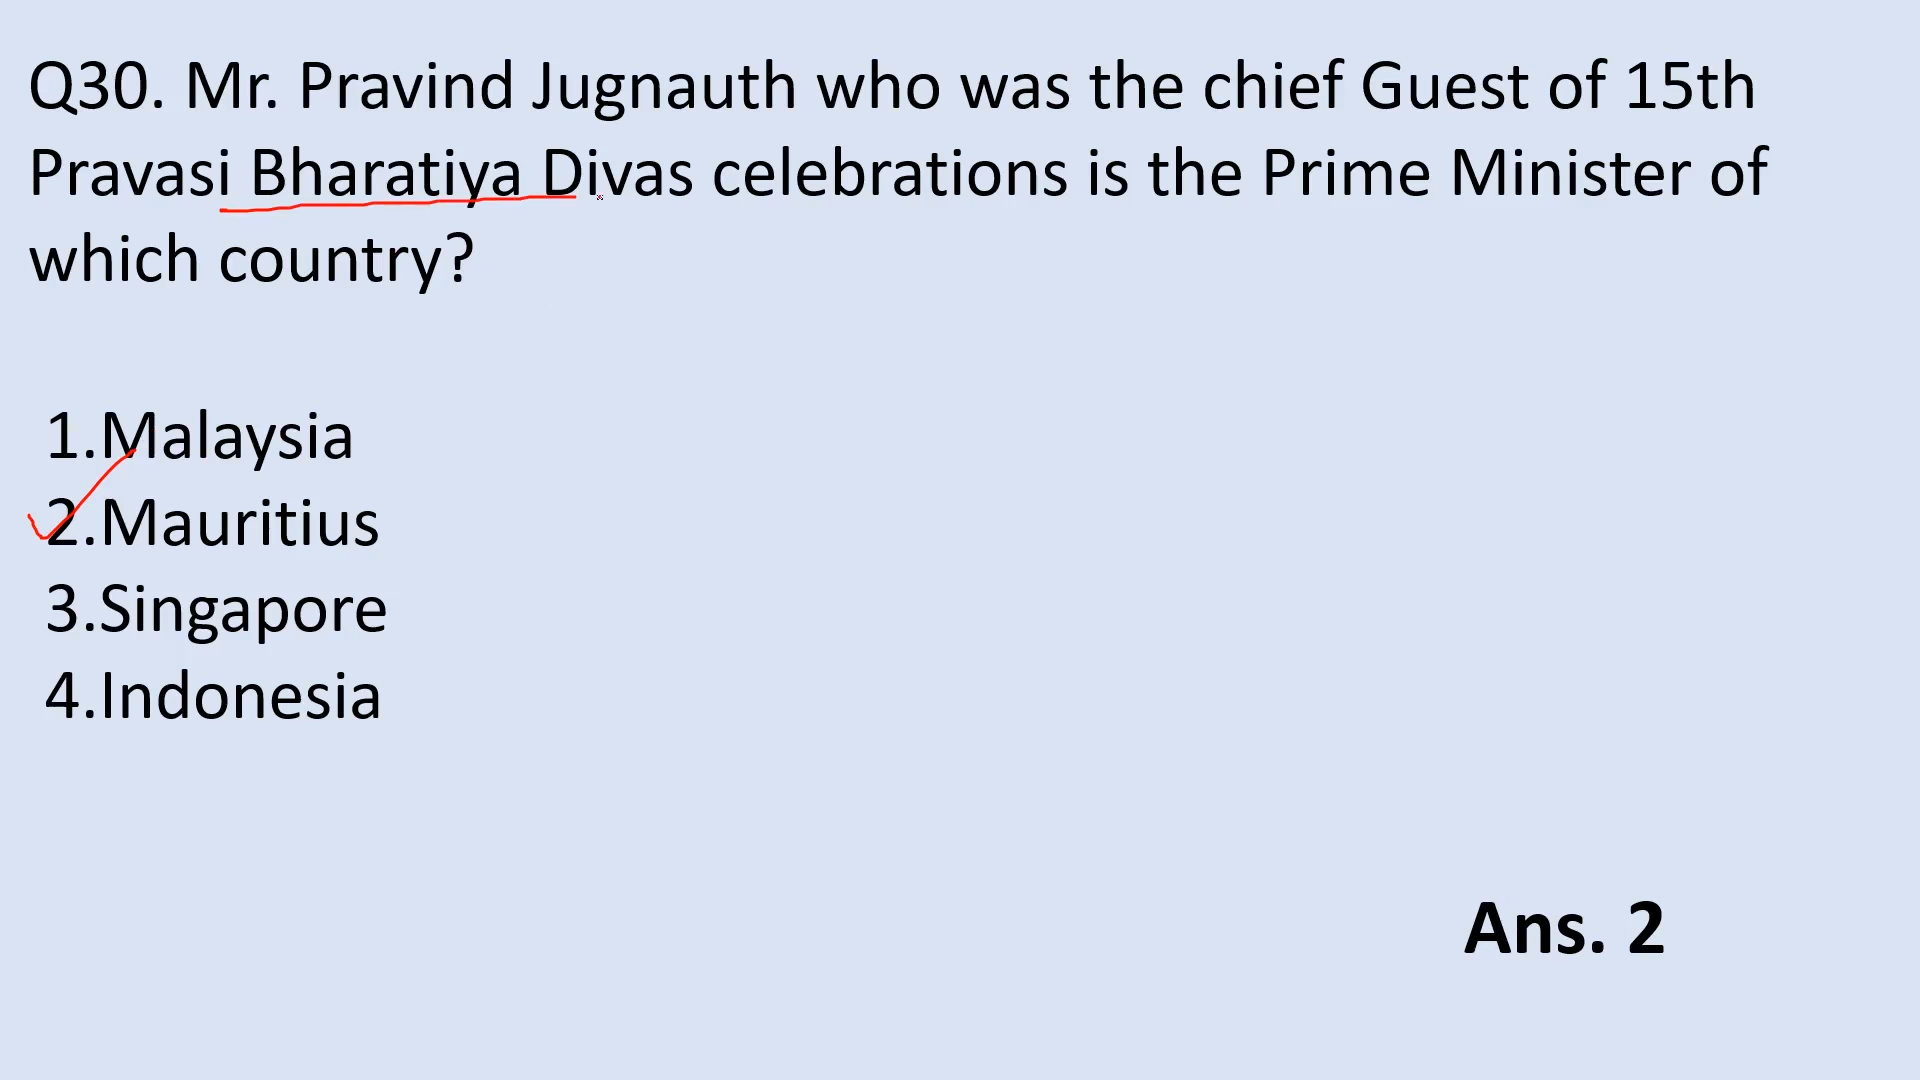 Q30. Mr. Pravind Jugnauth who was the chief Guest of 15th
Pravasi Bharatiya Divas celebrations is the Prime Minister of
which country?
1.Malaysia
2.Mauritius
3.Singapore
4.Indonesia
Ans. 2